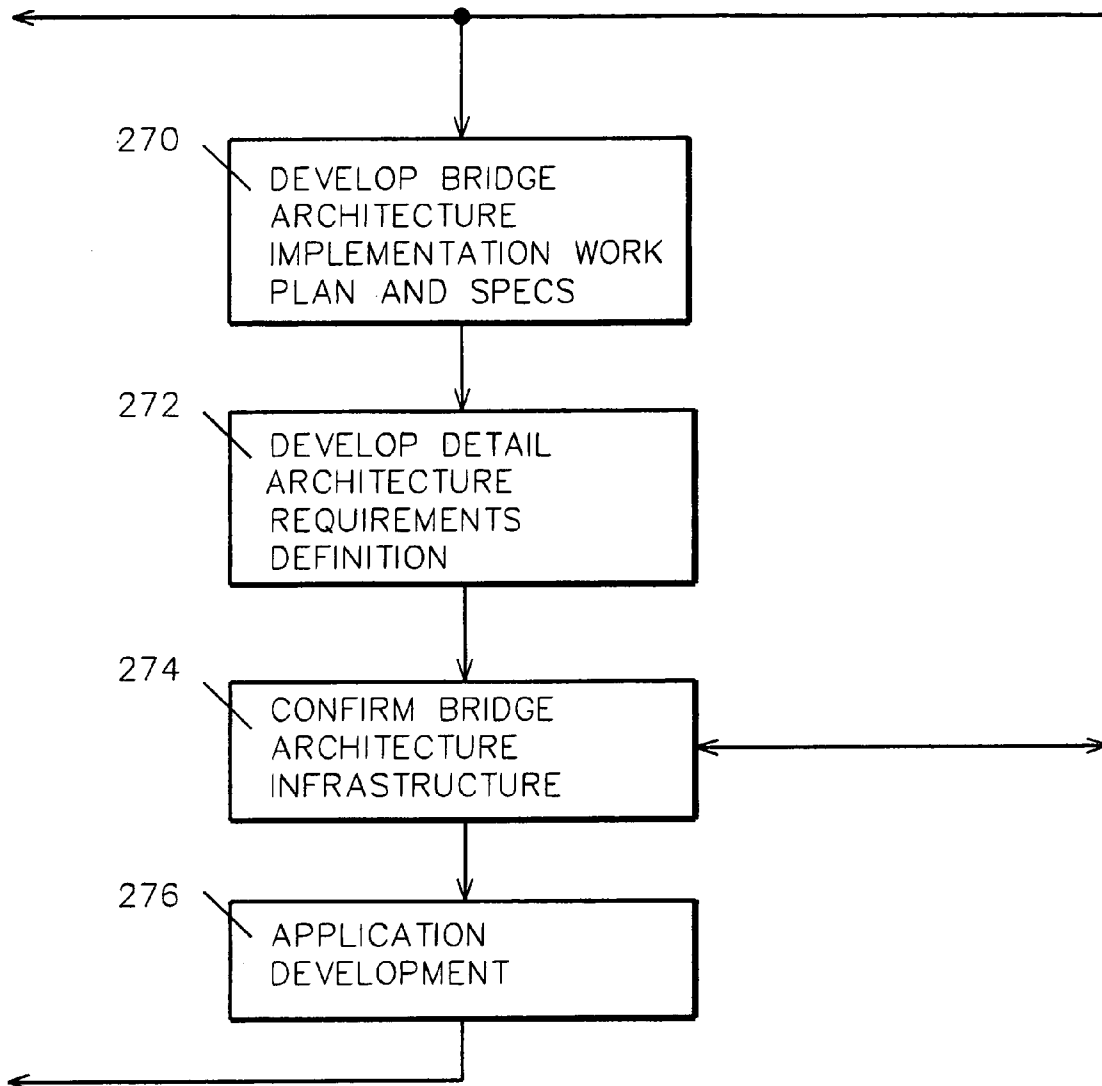 270
DEVELOP BRIDGE
ARCHITECTURE
IMPLEMENTATION WORK
PLAN AND SPECS
272
DEVELOP DETAIL
ARCHITECTURE
REQUIREMENTS
DEFINITION
274
CONFIRM BRIDGE
ARCHITECTURE
INFRASTRUCTURE
276
APPLICATION
DEVELOPMENT